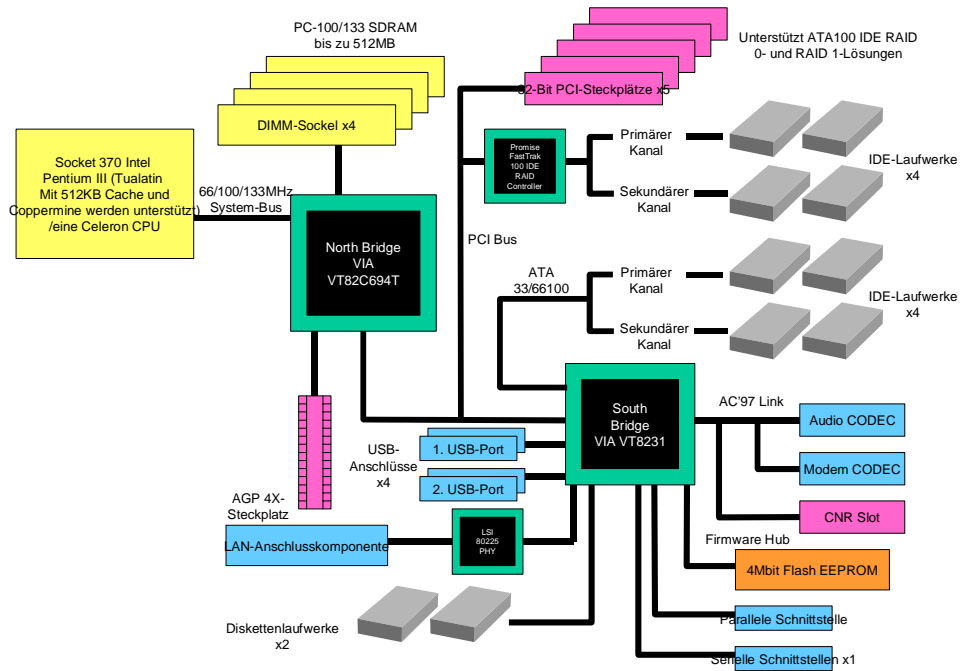 PC-100/133 SDRAM
bis zu 512MB
Unterstützt ATA100 IDE RAID
0- und RAID 1-Lösungen
32-Bit PCI-Steckplätze x5
DIMM-Sockel x4
Socket 370 Intel
Pentium III (Tualatin
Mit 512KB Cache und
Coppermine werden unterstützt)
/eine Celeron CPU
66/100/133MHz
System-Bus
North Bridge
VIA
VT82C694T
Promise
FastTrak
100 IDE
RAID
Controller
Primärer
Kanal
Sekundärer
Kanal
IDE-Laufwerke
x4
PCI Bus
ATA
33/66100
Primärer
Kanal
Sekundärer
Kanal
IDE-Laufwerke
x4
South
Bridge
VIA VT8231
AC'97 Link
Audio CODEC
Modem CODEC
CNR Slot
USB-
Anschlüsse
x4
1. USB-Port
2. USB-Port
AGP 4X-
Steckplatz
LAN-Anschlusskomponente
LSI
80225
PHY
Firmware Hub
4Mbit Flash EEPROM
Diskettenlaufwerke
x2
Parallele Schnittstelle
Serielle Schnittstellen x1